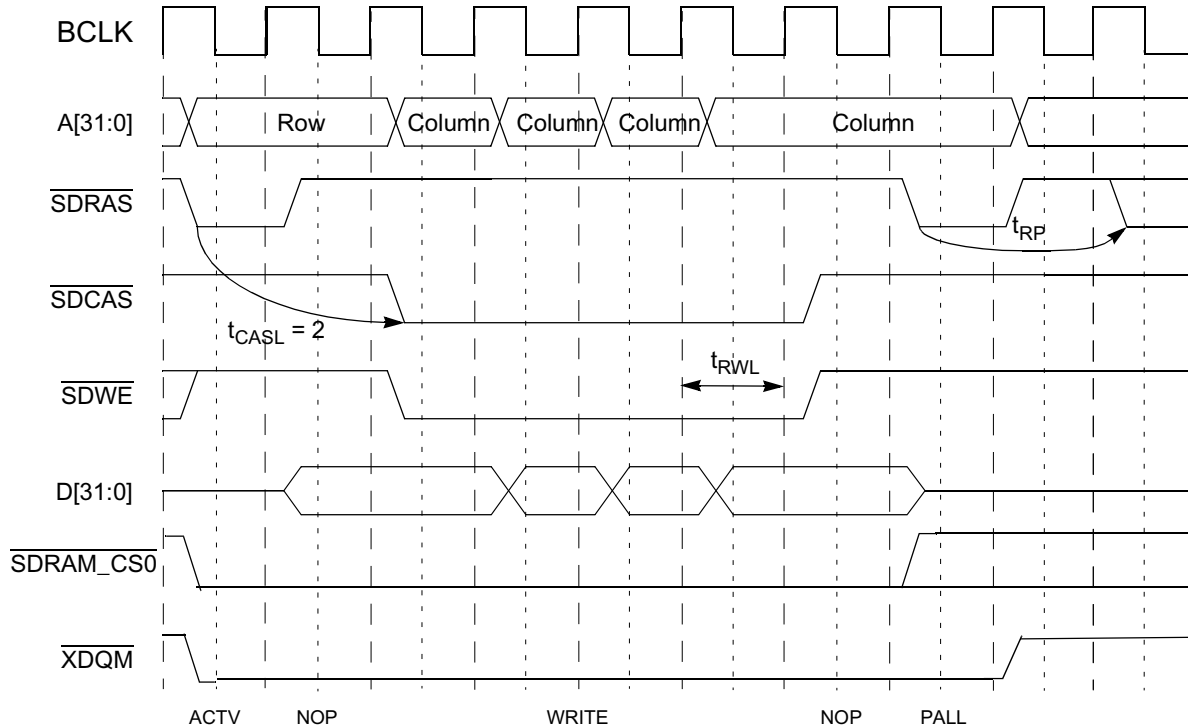 BCLK
A[31:0] Row Column Column Column Column
SDRAS tRP
SDCAS tCASL = 2
SDWE tRWL
D[31:0]
SDRAM_CS0
XDQM
ACTV NOP WRITE NOP PALL